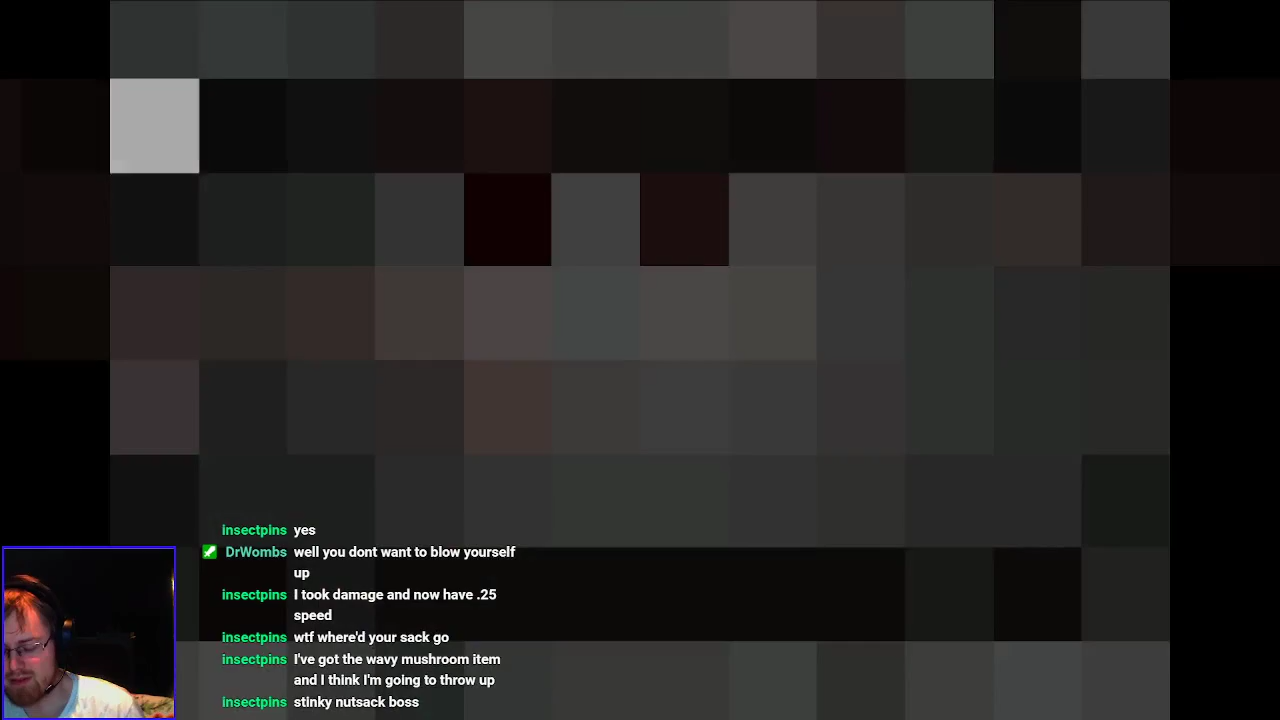 insectpins yes
DrWombs well you dont want to blow yourself
up
insectpins I took damage and now have .25
speed
insectpins wtf where'd your sack go
insectpins I've got the wavy mushroom item
and I think I'm going to throw up
insectpins stinky nutsack boss